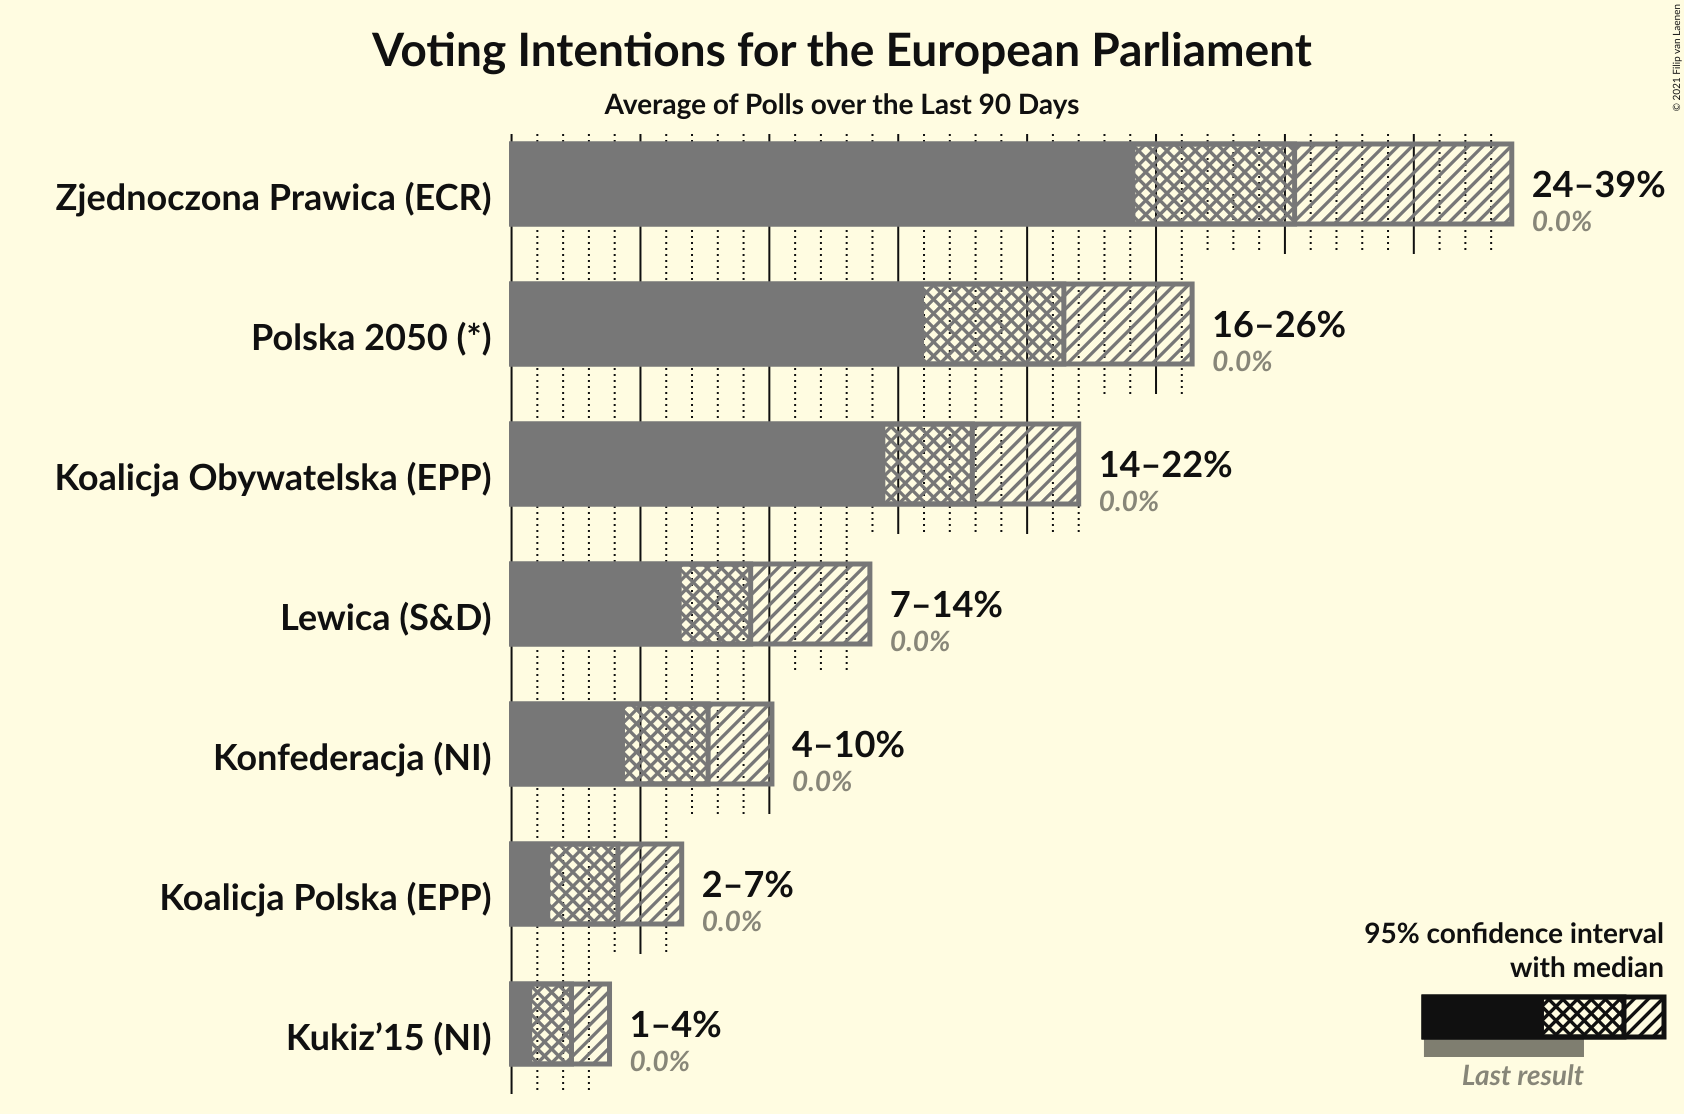 Voting Intentions for the European Parliament
Average of Polls over the Last 90 Days
© 2021 Filip van Laenen
Zjednoczona Prawica (ECR)
24–39%
0.0%
Polska 2050 (*)
16–26%
0.0%
Koalicja Obywatelska (EPP)
14–22%
0.0%
Lewica (S&D)
7–14%
0.0%
Konfederacja (NI)
4–10%
0.0%
Koalicja Polska (EPP)
2–7%
0.0%
Kukiz’15 (NI)
1–4%
0.0%
95% confidence interval
with median
Last result